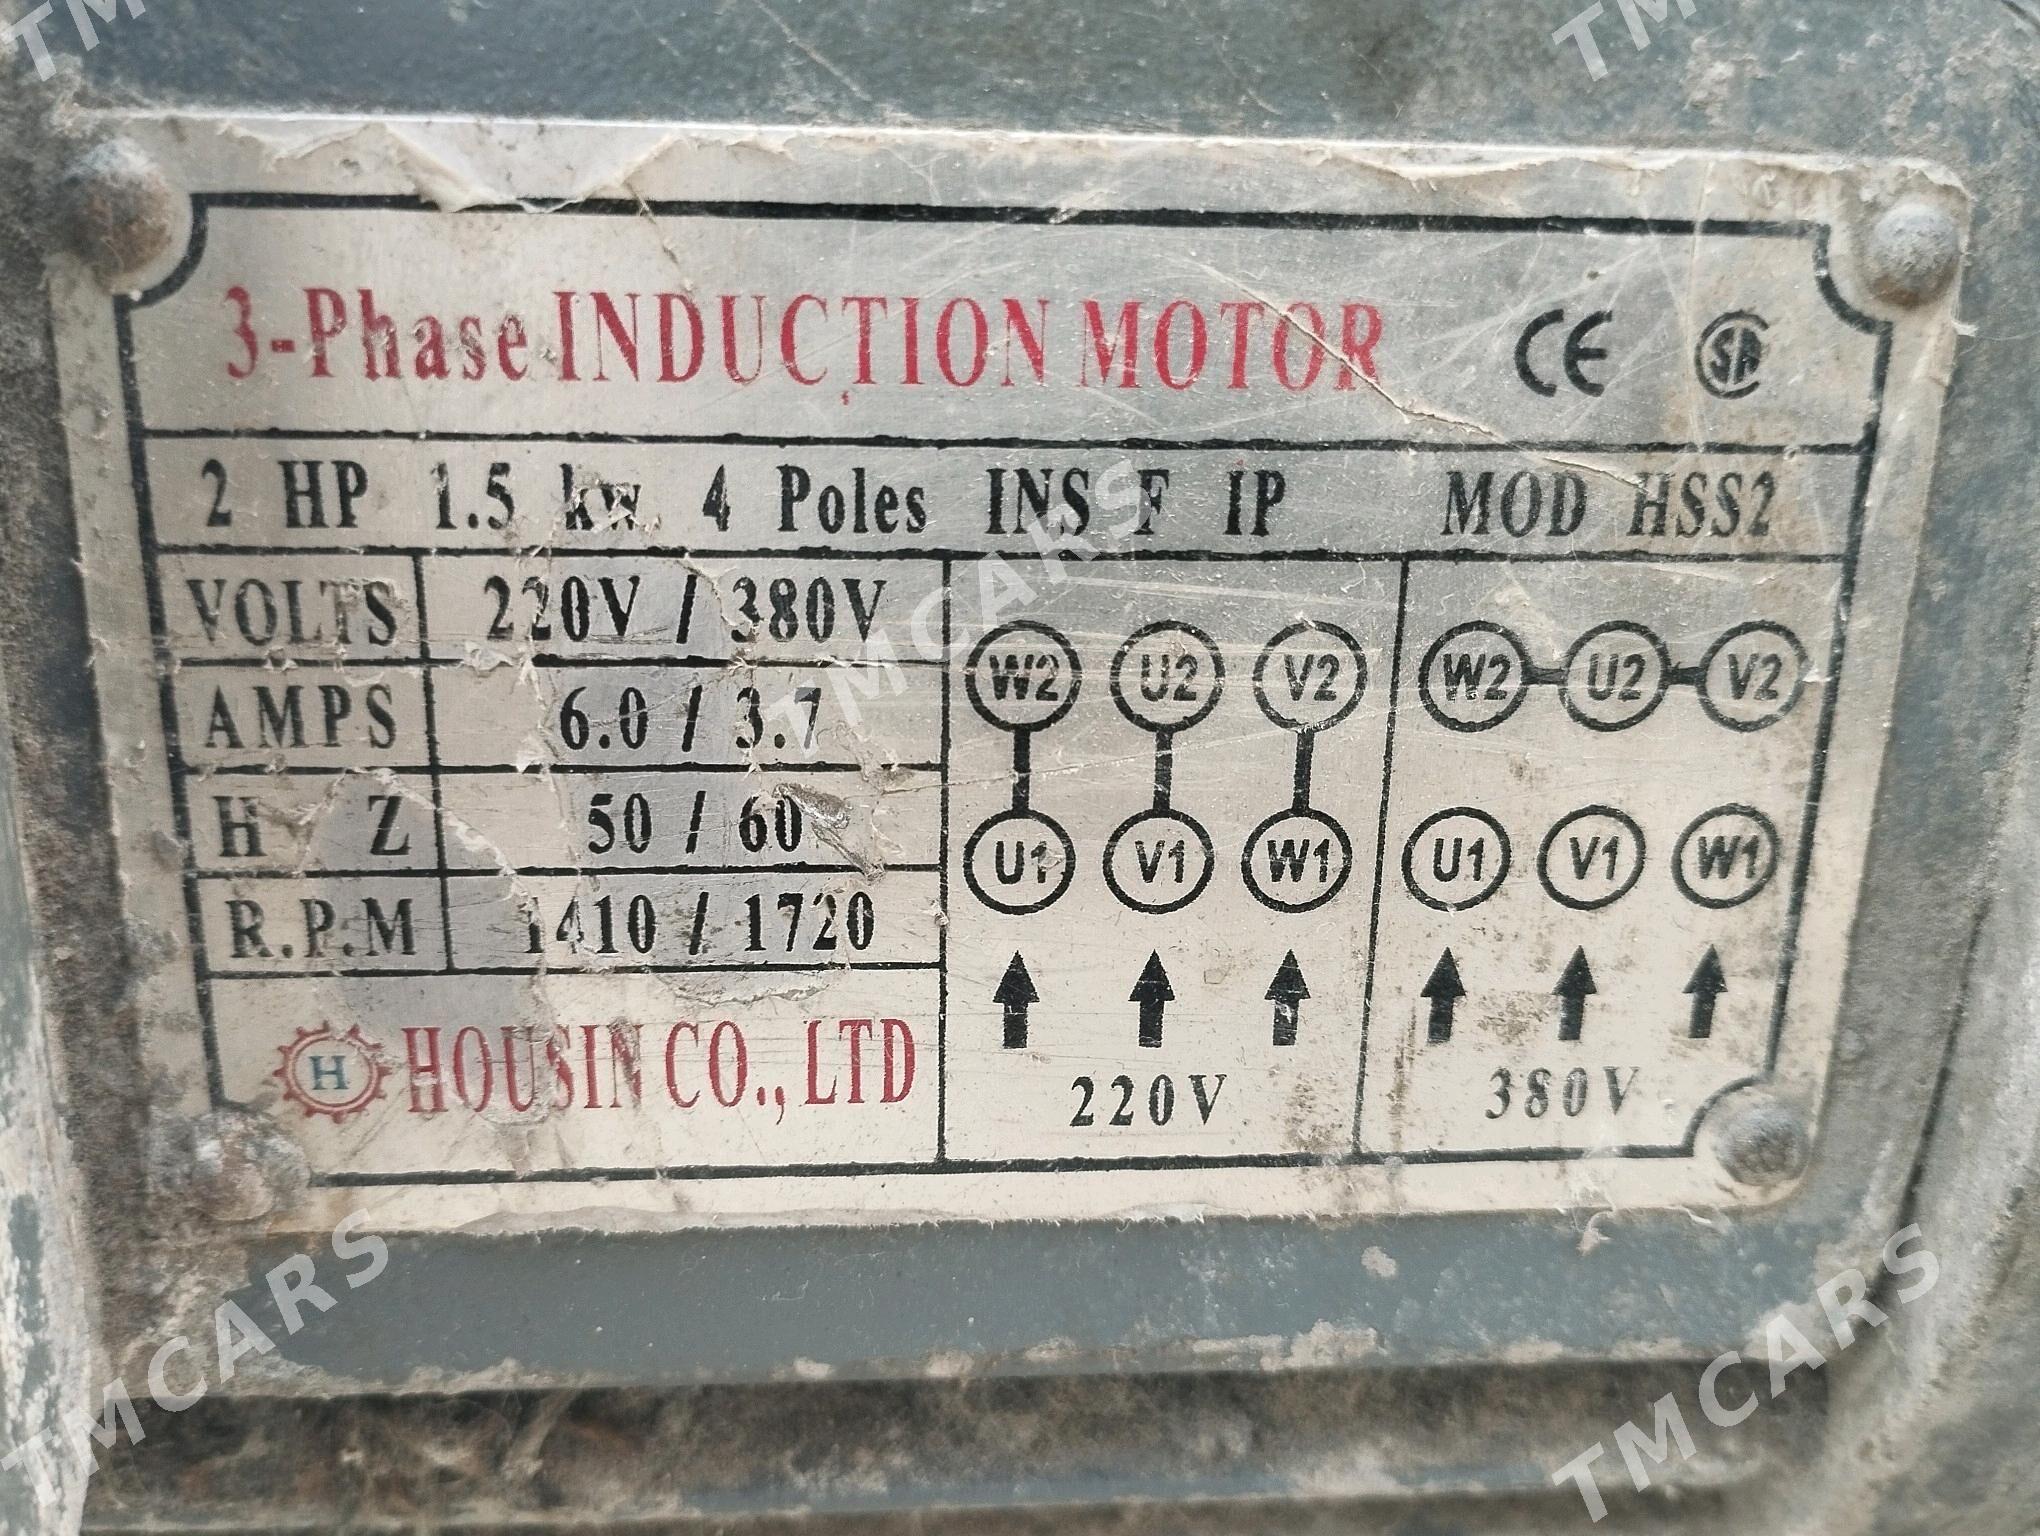 3-Phase INDUCTION MOTOR CE SA
2 HP 1.5 kw 4 Poles INS F IP MOD HSS2
VOLTS 220V / 380V
AMPS 6.0 / 3.7
H Z 50 / 60
R.P.M 1410 / 1720
H HOUSIN CO., LTD
W2 U2 V2
U1 V1 W1
220V
W2 U2 V2
U1 V1 W1
380V
TMCARS
TMCARS
TMCARS